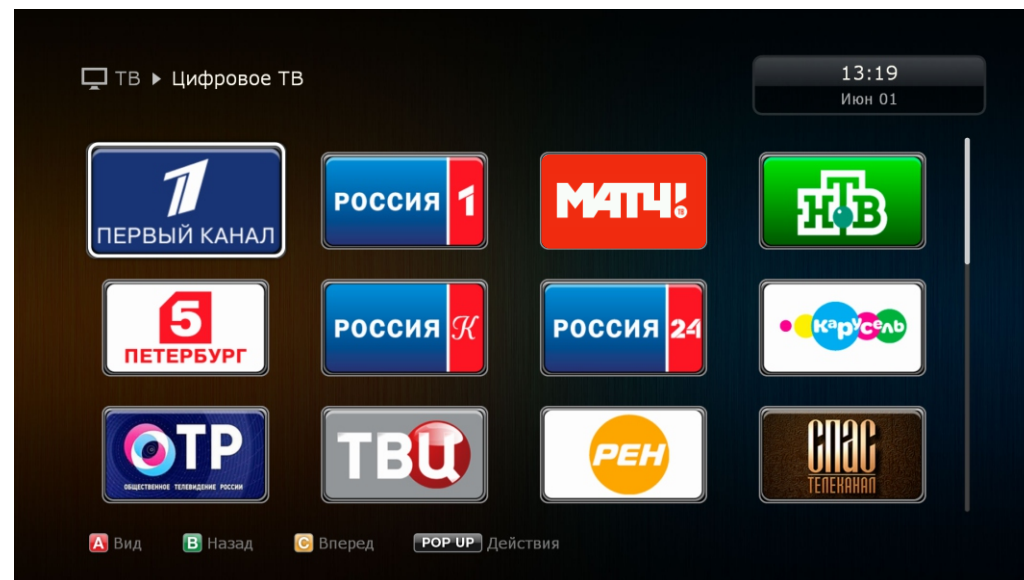 ТВ ▶ Цифровое ТВ
13:19
Июн 01
1
ПЕРВЫЙ КАНАЛ
РОССИЯ 1
МАТЧ!
ТВ
НТВ
5
ПЕТЕРБУРГ
РОССИЯ К
РОССИЯ 24
карусель
ОТР
ОБЩЕСТВЕННОЕ ТЕЛЕВИДЕНИЕ РОССИИ
ТВЦ
РЕН
СПАС
ТЕЛЕКАНАЛ
A Вид
B Назад
C Вперед
POP UP Действия